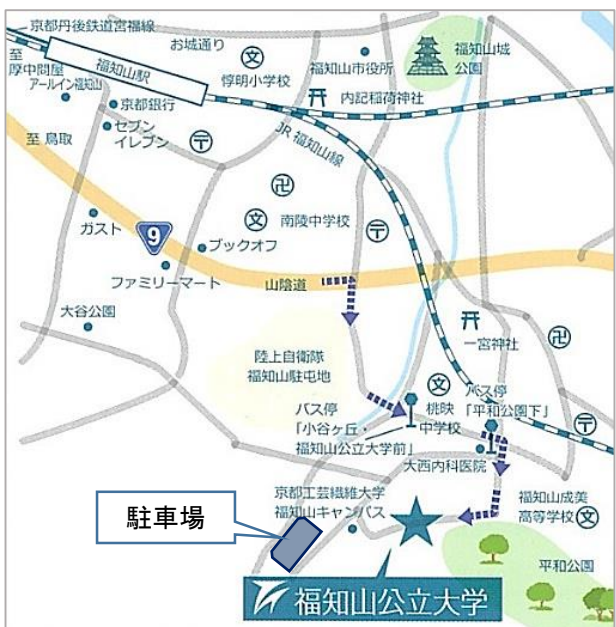 京都丹後鉄道宮福線
お城通り
至
厚中問屋
福知山駅
惇明小学校
福知山市役所
福知山城
公園
アールイン福知山
京都銀行
内記稲荷神社
セブン
イレブン
至 鳥取
JR 福知山線
ガスト
9
南陵中学校
ブックオフ
ファミリーマート
山陰道
大谷公園
一宮神社
陸上自衛隊
福知山駐屯地
バス停
「小谷ヶ丘・
福知山公立大学前」
桃映
中学校
バス停
「平和公園下」
大西内科医院
京都工芸繊維大学
福知山キャンパス
福知山成美
高等学校
駐車場
平和公園
福知山公立大学
文
文
文
文